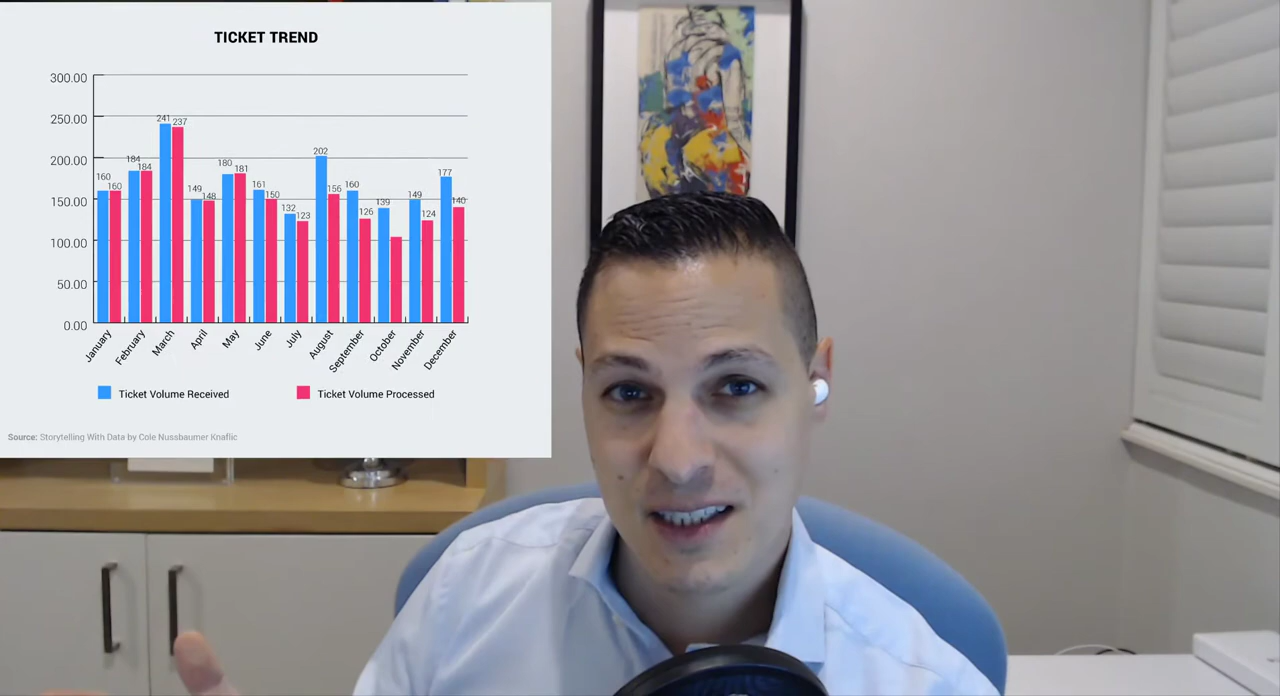 TICKET TREND
300.00
250.00
200.00
150.00
100.00
50.00
0.00
160
160
184
184
241
237
149
148
180
181
161
150
132
123
202
156
160
126
139
149
124
177
140
January
February
March
April
May
June
July
August
September
October
November
December
Ticket Volume Received
Ticket Volume Processed
Source: Storytelling With Data by Cole Nussbaumer Knaflic